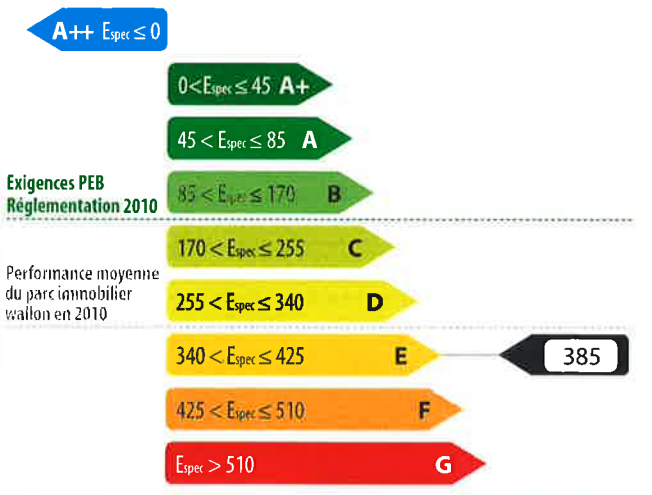 A++ Espec ≤ 0
0<Espec ≤ 45 A+
45 < Espec ≤ 85 A
Exigences PEB
Réglementation 2010
85 < Espec ≤ 170 B
170 < Espec ≤ 255 C
Performance moyenne
du parc immobilier
wallon en 2010
255 < Espec ≤ 340 D
340 < Espec ≤ 425 E
385
425 < Espec ≤ 510 F
Espec > 510 G